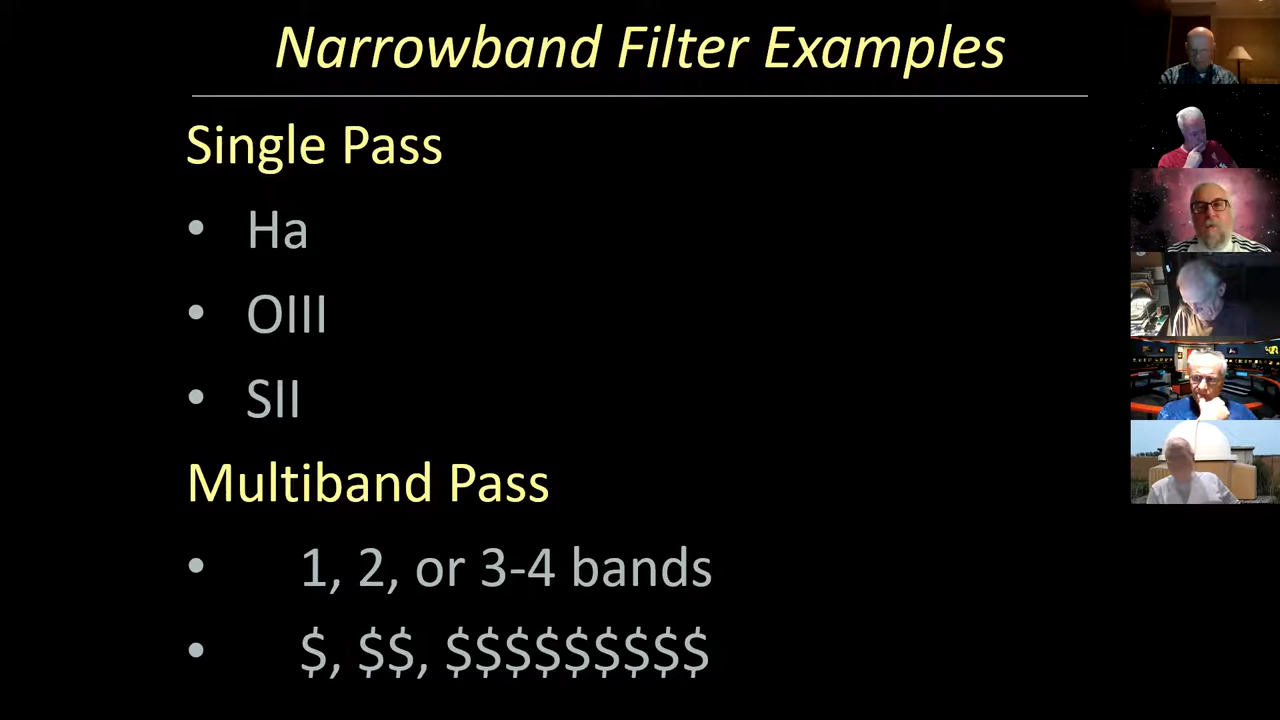 Narrowband Filter Examples
Single Pass
• Ha
• OIII
• SII
Multiband Pass
• 1, 2, or 3-4 bands
• $, $$, $$$$$$$$$